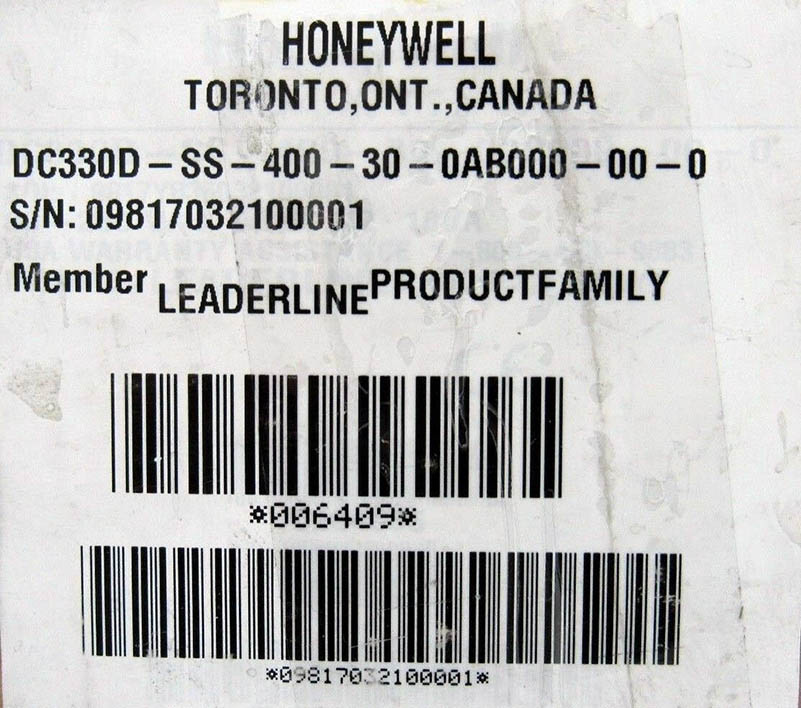 HONEYWELL
TORONTO,ONT.,CANADA
DC330D-SS-400-30-0AB000-00-0
S/N: 09817032100001
Member LEADERLINE PRODUCTFAMILY
*006409*
*09817032100001*